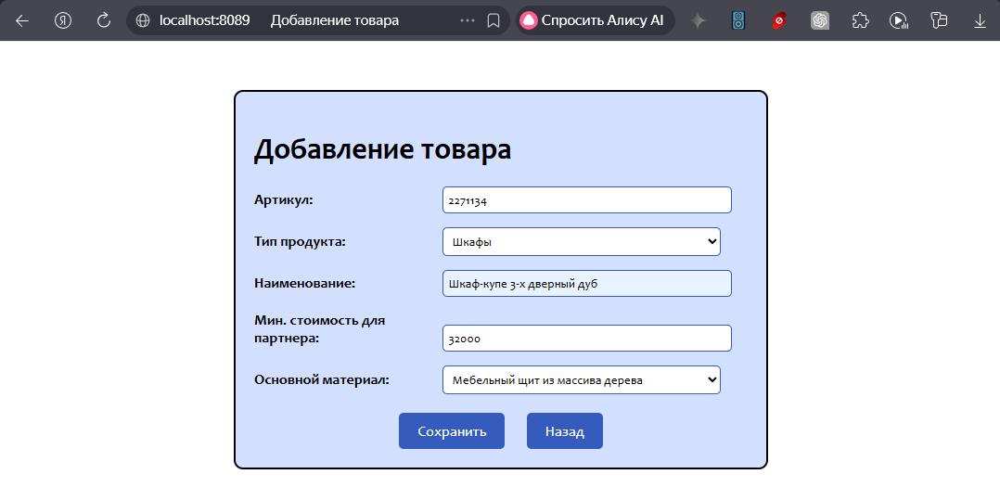 localhost:8089 Добавление товара Спросить Алису AI
Добавление товара
Артикул: 2271134
Тип продукта: Шкафы
Наименование: Шкаф-купе 3-х дверный дуб
Мин. стоимость для
партнера: 32000
Основной материал: Мебельный щит из массива дерева
Сохранить Назад